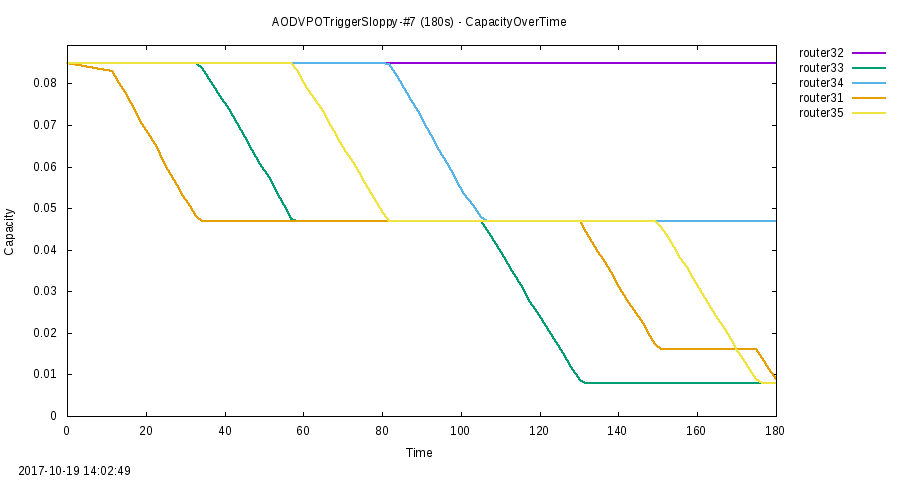 AODVPOTriggerSloppy-#7 (180s) - CapacityOverTime
router32
router33
router34
router31
router35
0.08
0.07
0.06
0.05
0.04
0.03
0.02
0.01
0
Capacity
0 20 40 60 80 100 120 140 160 180
Time
2017-10-19 14:02:49